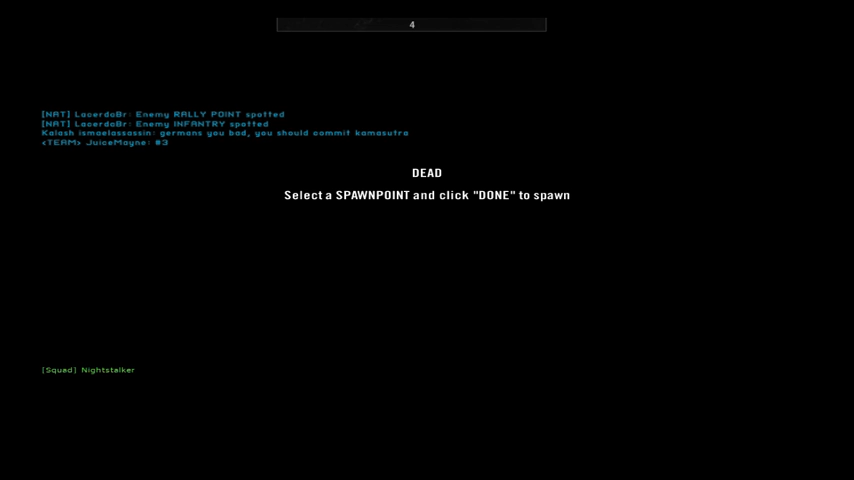 4
[NAT] LacerdaBr: Enemy RALLY POINT spotted
[NAT] LacerdaBr: Enemy INFANTRY spotted
Kalash ismaelassassin: germans you bad, you should commit kamasutra
<TEAM> JuiceMayne: #3
DEAD
Select a SPAWNPOINT and click "DONE" to spawn
[Squad] Nightstalker